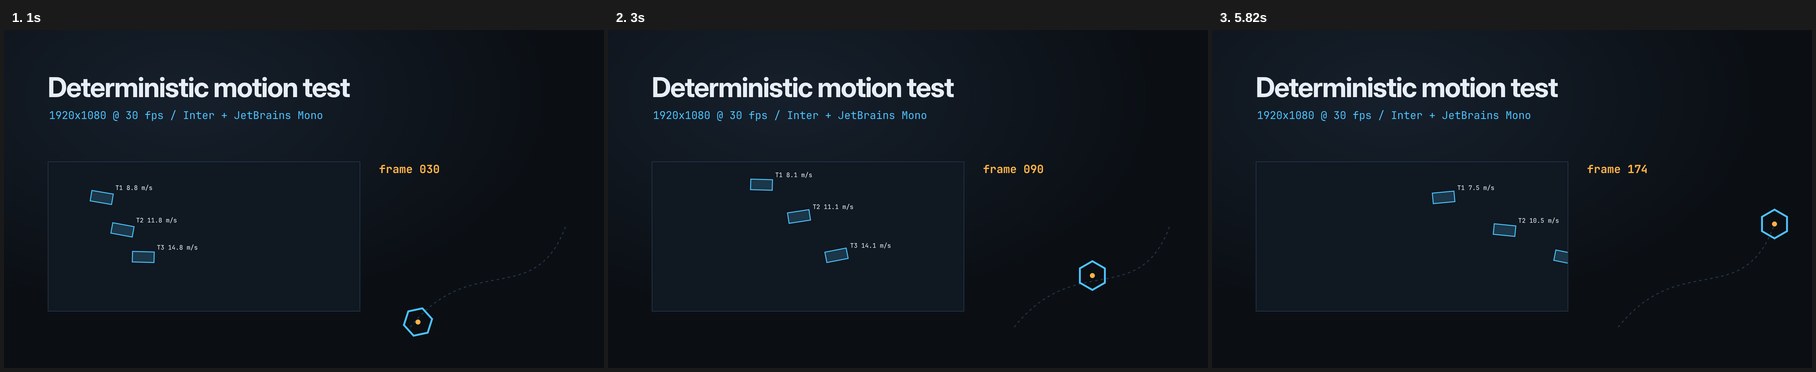 1. 1s
Deterministic motion test
1920x1080 @ 30 fps / Inter + JetBrains Mono
frame 030
T1 8.8 m/s
T2 11.8 m/s
T3 14.8 m/s
2. 3s
Deterministic motion test
1920x1080 @ 30 fps / Inter + JetBrains Mono
frame 090
T1 8.1 m/s
T2 11.1 m/s
T3 14.1 m/s
3. 5.82s
Deterministic motion test
1920x1080 @ 30 fps / Inter + JetBrains Mono
frame 174
T1 7.5 m/s
T2 10.5 m/s